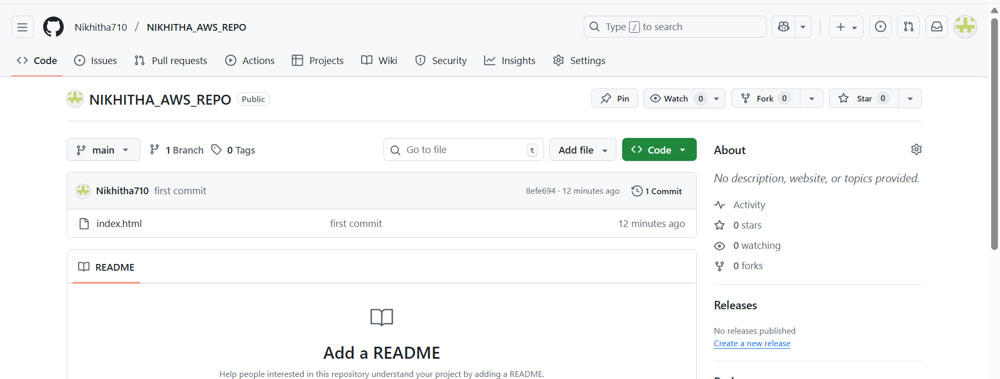 Nikhitha710 / NIKHITHA_AWS_REPO
Type / to search
Code Issues Pull requests Actions Projects Wiki Security Insights Settings
NIKHITHA_AWS_REPO Public
Pin Watch 0 Fork 0 Star 0
main 1 Branch 0 Tags
Go to file t Add file Code
Nikhitha710 first commit 8efe694 · 12 minutes ago 1 Commit
index.html first commit 12 minutes ago
README
Add a README
Help people interested in this repository understand your project by adding a README.
About
No description, website, or topics provided.
Activity
0 stars
0 watching
0 forks
Releases
No releases published
Create a new release